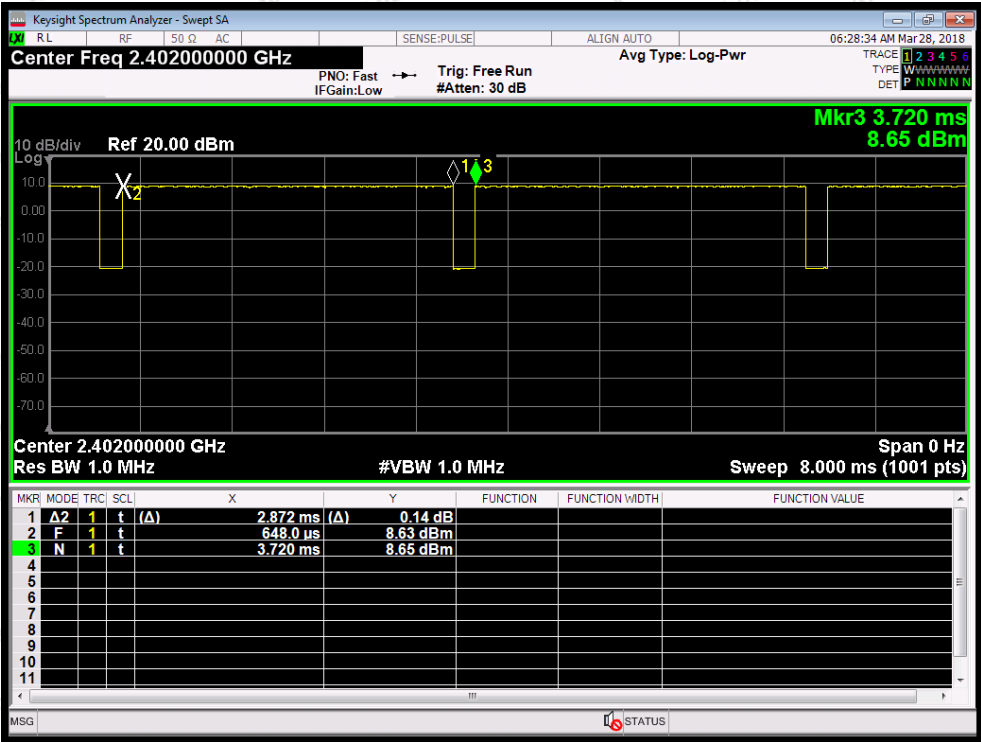 Keysight Spectrum Analyzer - Swept SA
LXI RL RF 50 Ω AC SENSE:PULSE ALIGN AUTO 06:28:34 AM Mar 28, 2018
Center Freq 2.402000000 GHz Avg Type: Log-Pwr TRACE 1 2 3 4 5 6
PNO: Fast Trig: Free Run TYPE WWWWWW
IFGain:Low #Atten: 30 dB DET P N N N N N
Mkr3 3.720 ms
10 dB/div Ref 20.00 dBm 8.65 dBm
Log
10.0
0.00
-10.0
-20.0
-30.0
-40.0
-50.0
-60.0
-70.0
1 3
2
Center 2.402000000 GHz Span 0 Hz
Res BW 1.0 MHz #VBW 1.0 MHz Sweep 8.000 ms (1001 pts)
MKR MODE TRC SCL X Y FUNCTION FUNCTION WIDTH FUNCTION VALUE
1 Δ2 1 t (Δ) 2.872 ms (Δ) 0.14 dB
2 F 1 t 648.0 µs 8.63 dBm
3 N 1 t 3.720 ms 8.65 dBm
4
5
6
7
8
9
10
11
MSG STATUS